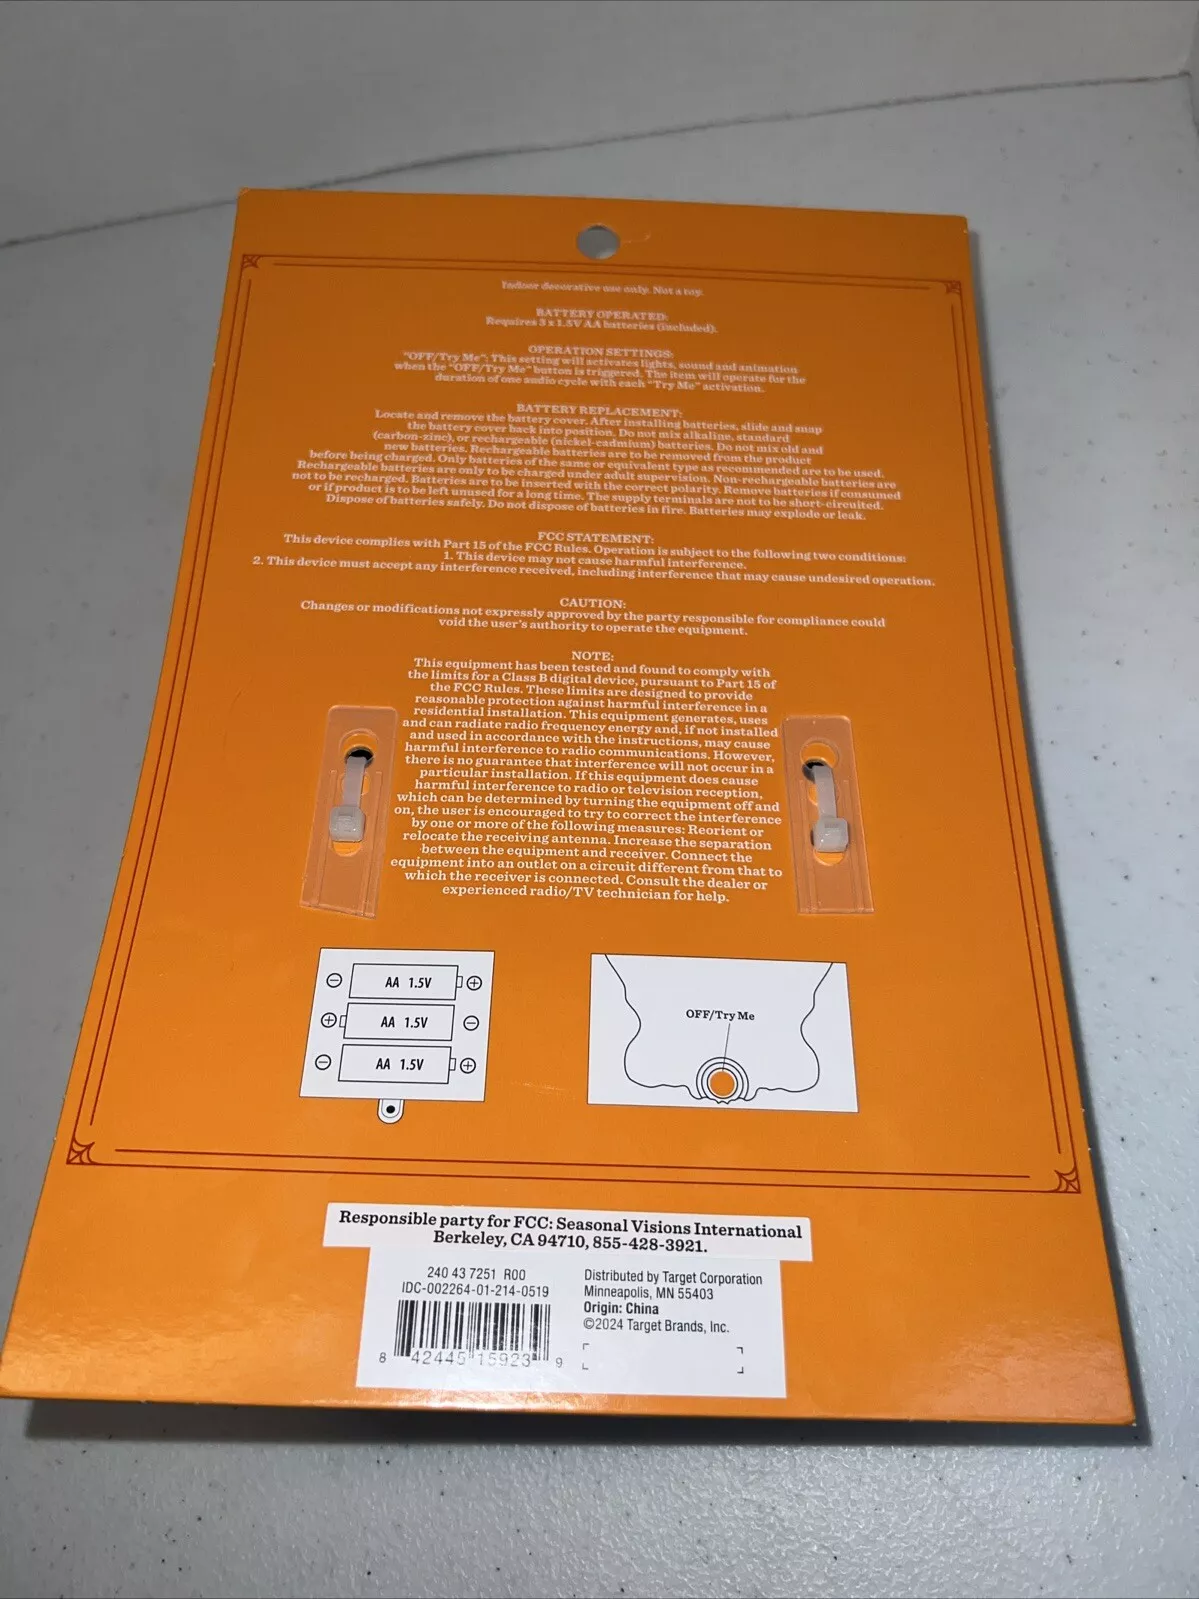 Indoor decorative use only. Not a toy.
BATTERY OPERATED:
Requires 3 x 1.5V AA batteries (included).
OPERATION SETTINGS:
"OFF/Try Me": This setting will activates lights, sound and animation
when the "OFF/Try Me" button is triggered. The item will operate for the
duration of one audio cycle with each "Try Me" activation.
BATTERY REPLACEMENT:
Locate and remove the battery cover. After installing batteries, slide and snap
the battery cover back into position. Do not mix alkaline, standard
(carbon-zinc), or rechargeable (nickel-cadmium) batteries. Do not mix old and
new batteries. Rechargeable batteries are to be removed from the product
before being charged. Only batteries of the same or equivalent type as recommended are to be used.
Rechargeable batteries are only to be charged under adult supervision. Non-rechargeable batteries are
not to be recharged. Batteries are to be inserted with the correct polarity. Remove batteries if consumed
or if product is to be left unused for a long time. The supply terminals are not to be short-circuited.
Dispose of batteries safely. Do not dispose of batteries in fire. Batteries may explode or leak.
FCC STATEMENT:
This device complies with Part 15 of the FCC Rules. Operation is subject to the following two conditions:
1. This device may not cause harmful interference.
2. This device must accept any interference received, including interference that may cause undesired operation.
CAUTION:
Changes or modifications not expressly approved by the party responsible for compliance could
void the user's authority to operate the equipment.
NOTE:
This equipment has been tested and found to comply with
the limits for a Class B digital device, pursuant to Part 15 of
the FCC Rules. These limits are designed to provide
reasonable protection against harmful interference in a
residential installation. This equipment generates, uses
and can radiate radio frequency energy and, if not installed
and used in accordance with the instructions, may cause
harmful interference to radio communications. However,
there is no guarantee that interference will not occur in a
particular installation. If this equipment does cause
harmful interference to radio or television reception,
which can be determined by turning the equipment off and
on, the user is encouraged to try to correct the interference
by one or more of the following measures: Reorient or
relocate the receiving antenna. Increase the separation
between the equipment and receiver. Connect the
equipment into an outlet on a circuit different from that to
which the receiver is connected. Consult the dealer or
experienced radio/TV technician for help.
AA 1.5V
AA 1.5V
AA 1.5V
OFF/Try Me
Responsible party for FCC: Seasonal Visions International
Berkeley, CA 94710, 855-428-3921.
240 43 7251 R00
IDC-002264-01-214-0519
8 42445 15923 9
Distributed by Target Corporation
Minneapolis, MN 55403
Origin: China
©2024 Target Brands, Inc.